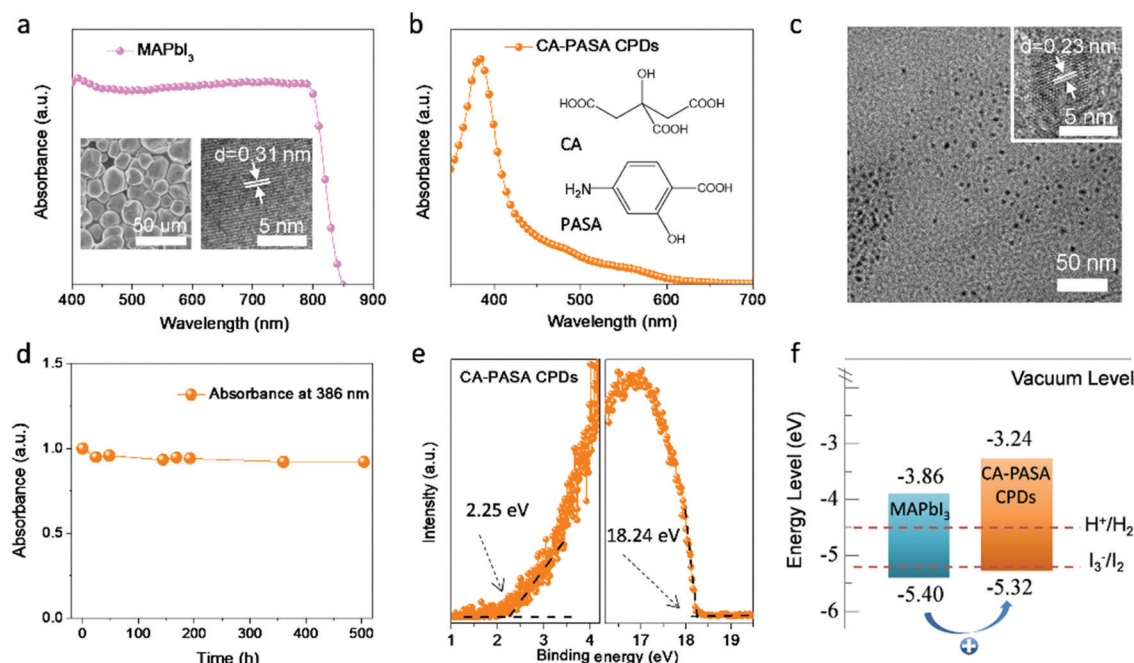 a
MAPbI3
Absorbance (a.u.)
d=0.31 nm
50 μm
5 nm
400 500 600 700 800 900
Wavelength (nm)
b
CA-PASA CPDs
Absorbance (a.u.)
OH
HOOC
COOH
COOH
CA
H2N
COOH
PASA
OH
400 500 600 700
Wavelength (nm)
c
d=0.23 nm
5 nm
50 nm
d
1.5
1.0
0.5
0.0
Absorbance (a.u.)
Absorbance at 386 nm
0 100 200 300 400 500
Time (h)
e
CA-PASA CPDs
Intensity (a.u.)
2.25 eV
18.24 eV
1 2 3 4 17 18 19
Binding energy (eV)
f
Vacuum Level
Energy Level (eV)
-3
-4
-5
-6
-3.24
-3.86
CA-PASA
CPDs
MAPbI3
H+/H2
I3-/I2
-5.40
-5.32
+